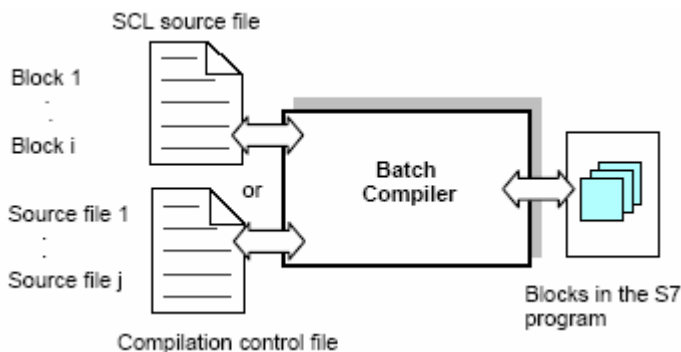 SCL source file
Block 1
.
.
Block i
or
Source file 1
.
.
Source file j
Compilation control file
Batch
Compiler
Blocks in the S7
program